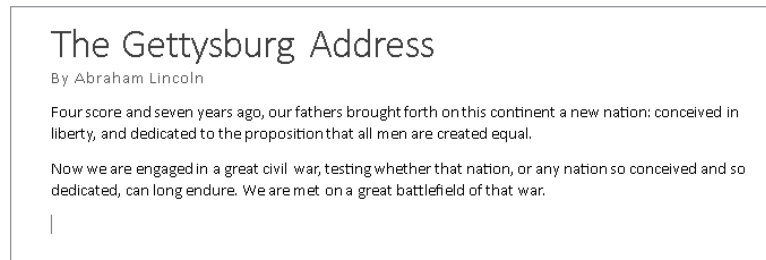 The Gettysburg Address
By Abraham Lincoln
Four score and seven years ago, our fathers brought forth on this continent a new nation: conceived in
liberty, and dedicated to the proposition that all men are created equal.
Now we are engaged in a great civil war, testing whether that nation, or any nation so conceived and so
dedicated, can long endure. We are met on a great battlefield of that war.